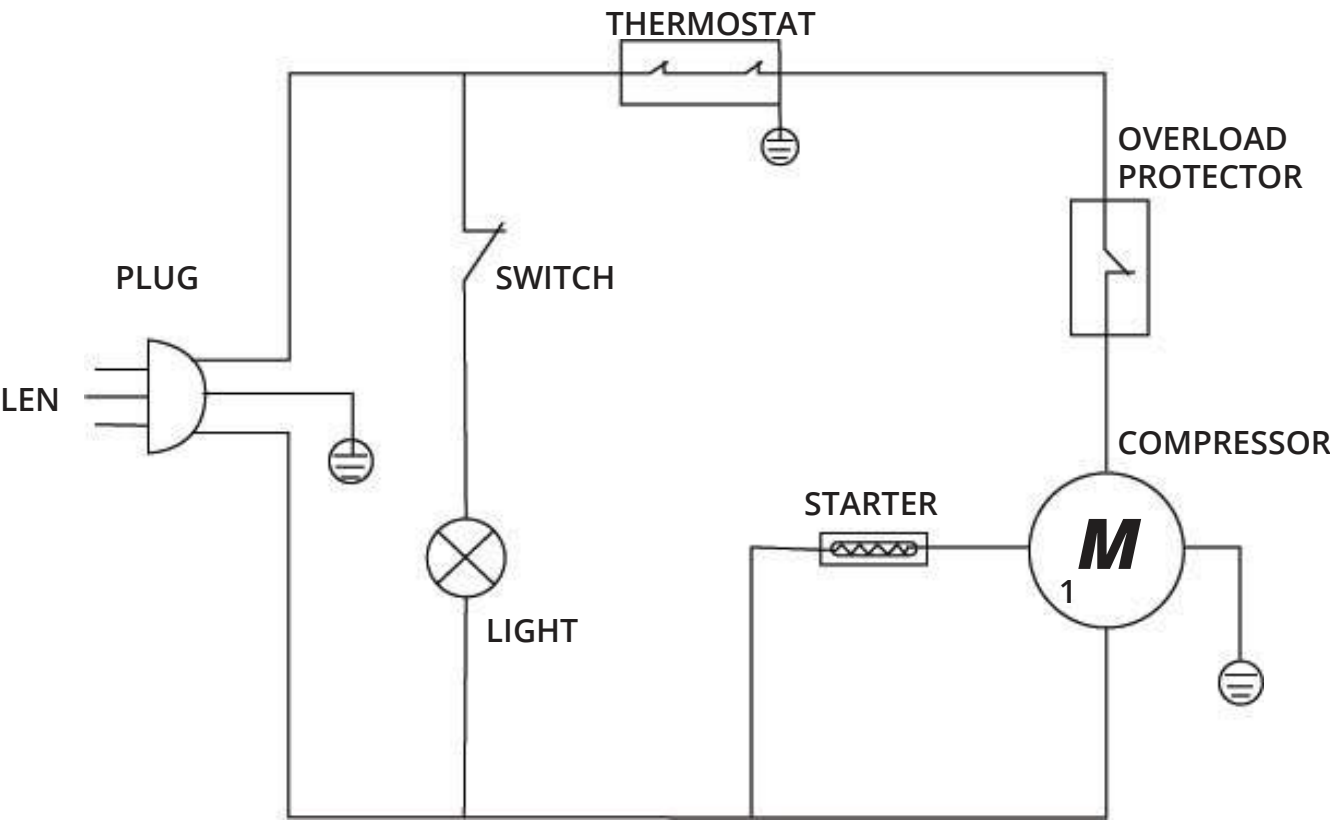 THERMOSTAT
OVERLOAD
PROTECTOR
PLUG
SWITCH
LEN
COMPRESSOR
STARTER
M
1
LIGHT